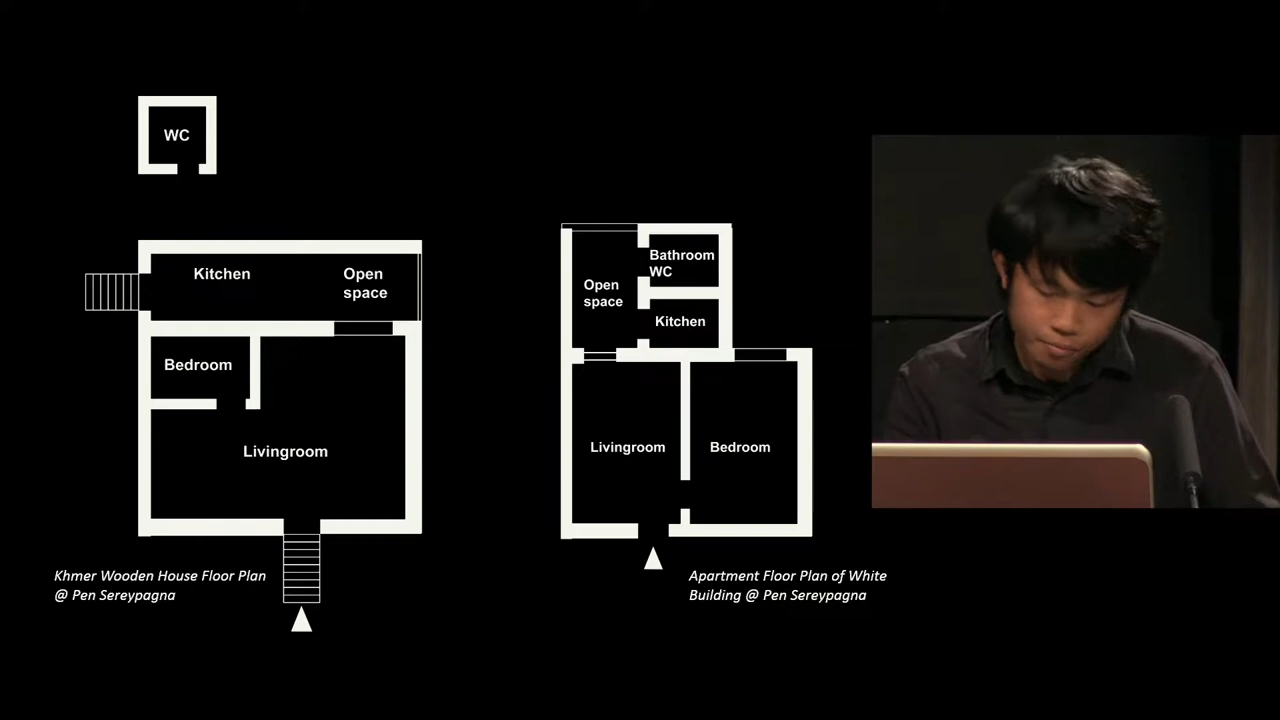 WC
Kitchen
Open
space
Bedroom
Livingroom
Khmer Wooden House Floor Plan
@ Pen Sereypagna
Bathroom
WC
Open
space
Kitchen
Livingroom
Bedroom
Apartment Floor Plan of White
Building @ Pen Sereypagna